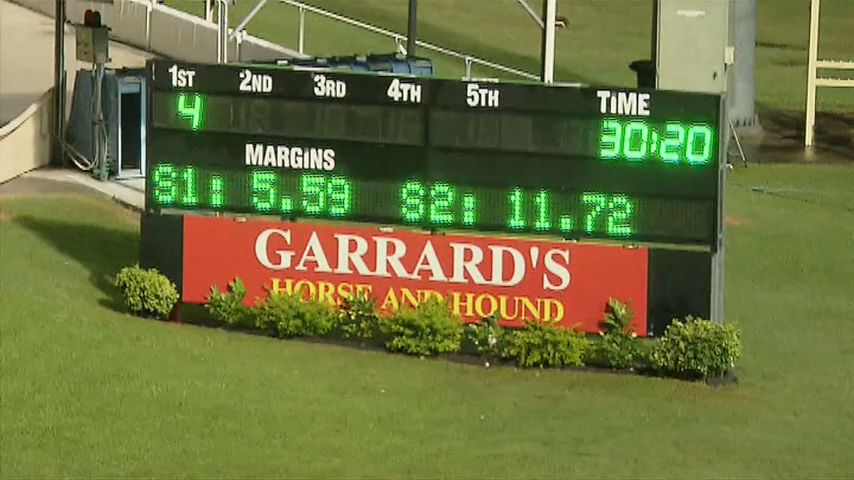 1ST 2ND 3RD 4TH 5TH TIME
4 30:20
MARGINS
S1: 5.59 S2: 11.72
GARRARD'S
HORSE AND HOUND